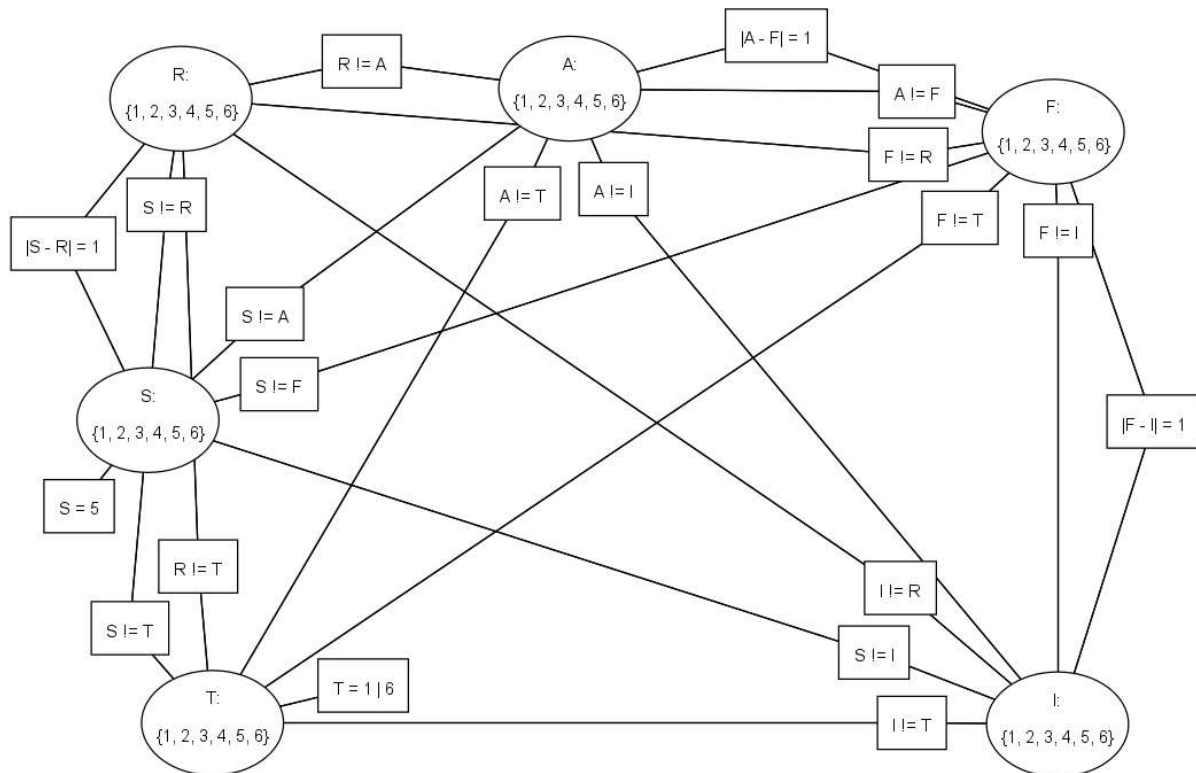 |A - F| = 1
R != A
R:
{1, 2, 3, 4, 5, 6}
A:
{1, 2, 3, 4, 5, 6}
A != F
F:
{1, 2, 3, 4, 5, 6}
F != R
A != T
A != I
S != R
F != T
F != I
|S - R| = 1
S != A
S != F
S:
{1, 2, 3, 4, 5, 6}
|F - I| = 1
S = 5
R != T
I != R
S != T
S != I
T:
{1, 2, 3, 4, 5, 6}
T = 1 | 6
I != T
I:
{1, 2, 3, 4, 5, 6}